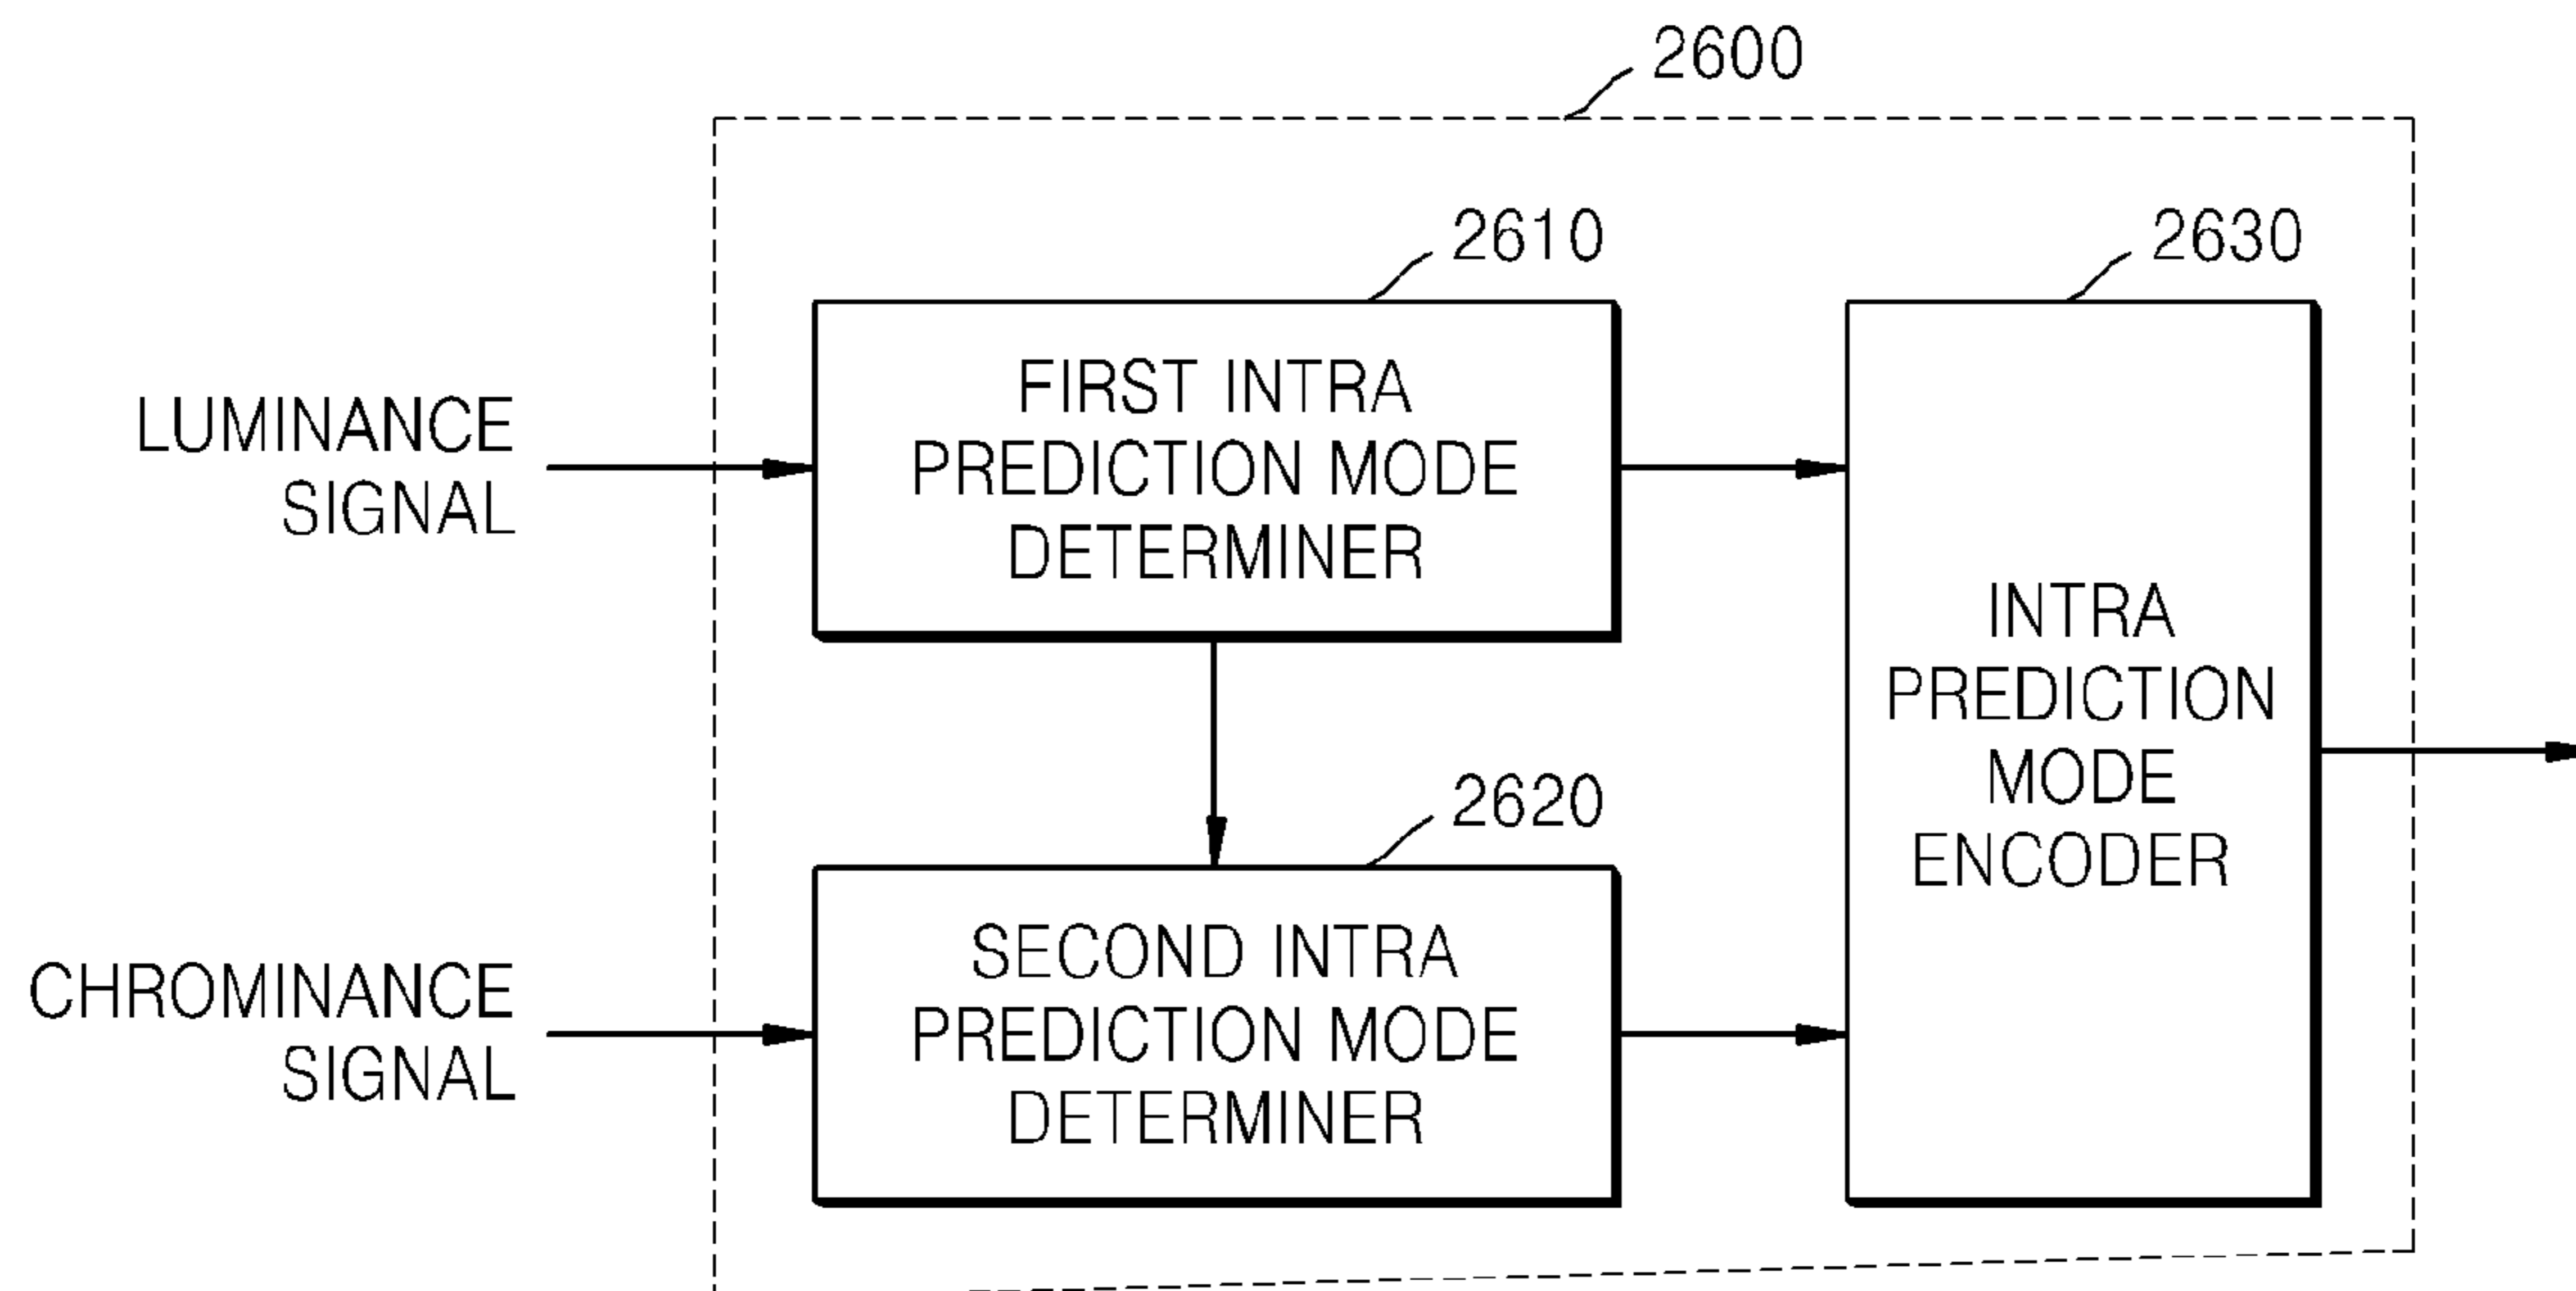 2600
2610
2630
LUMINANCE
SIGNAL
FIRST INTRA
PREDICTION MODE
DETERMINER
INTRA
PREDICTION
MODE
ENCODER
2620
CHROMINANCE
SIGNAL
SECOND INTRA
PREDICTION MODE
DETERMINER